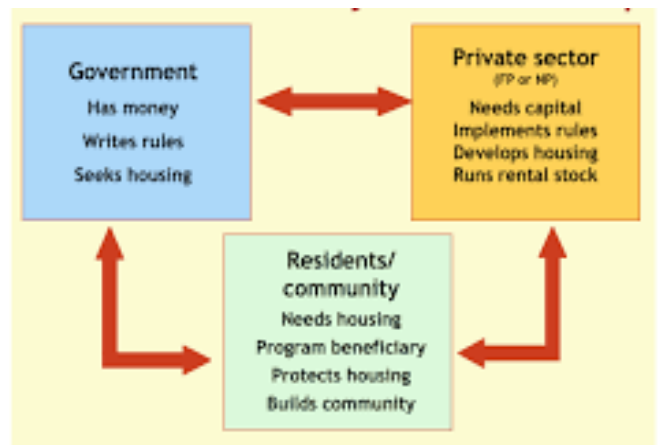 Government
Has money
Writes rules
Seeks housing
Private sector
(FP or NP)
Needs capital
Implements rules
Develops housing
Runs rental stock
Residents/
community
Needs housing
Program beneficiary
Protects housing
Builds community